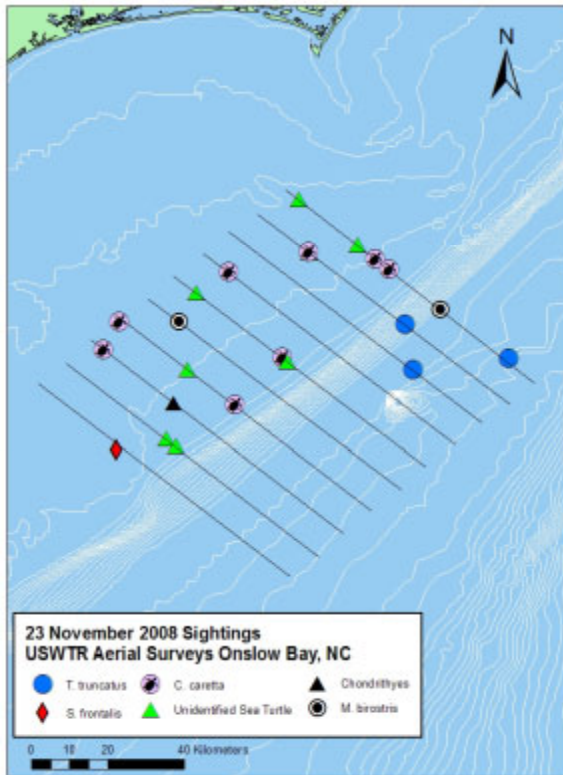 N
23 November 2008 Sightings
USWTR Aerial Surveys Onslow Bay, NC
T. truncatus C. caretta Chondrithyes
S. frontalis Unidentified Sea Turtle M. birostris
0 10 20 40 Kilometers